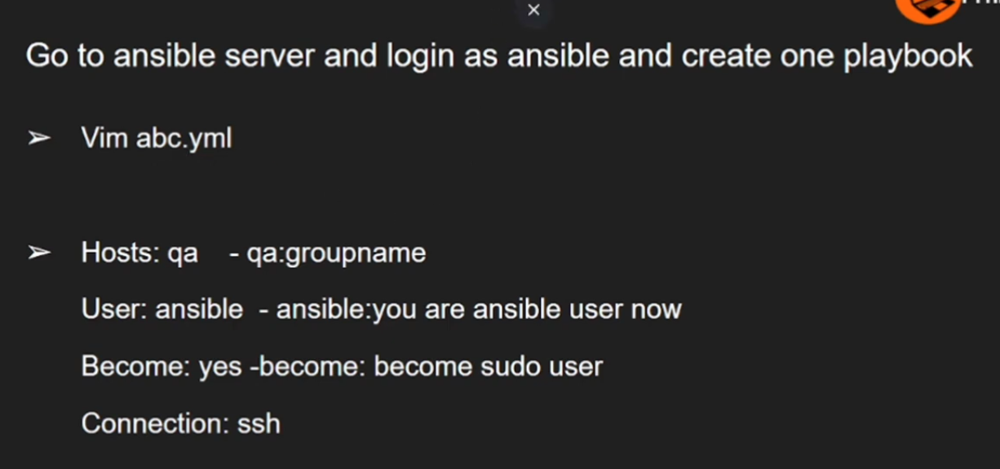 Go to ansible server and login as ansible and create one playbook
➢ Vim abc.yml
➢ Hosts: qa - qa:groupname
User: ansible - ansible:you are ansible user now
Become: yes -become: become sudo user
Connection: ssh